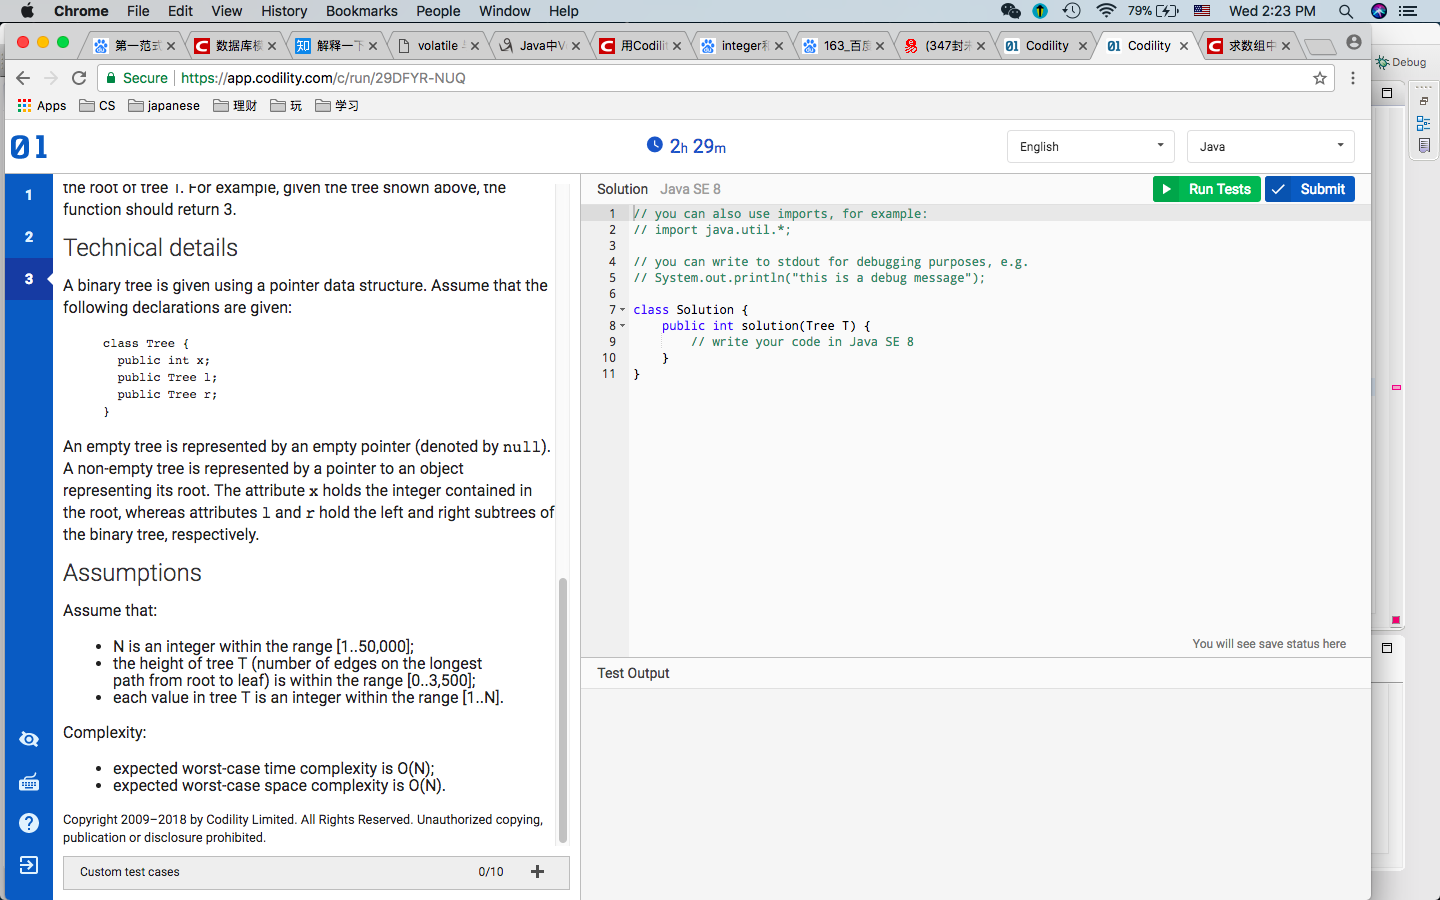 Chrome File Edit View History Bookmarks People Window Help 79% Wed 2:23 PM
第一范式 数据库模 解释一下 volatile Java中V 用Codili integer和 163_百度 (347封 Codility Codility 求数组中
Secure https://app.codility.com/c/run/29DFYR-NUQ
Debug
Apps CS japanese 理财 玩 学习
01 2h 29m English Java
1
2
3
the root of tree T. For example, given the tree shown above, the
function should return 3.
Technical details
A binary tree is given using a pointer data structure. Assume that the
following declarations are given:
class Tree {
public int x;
public Tree l;
public Tree r;
}
An empty tree is represented by an empty pointer (denoted by null).
A non-empty tree is represented by a pointer to an object
representing its root. The attribute x holds the integer contained in
the root, whereas attributes l and r hold the left and right subtrees of
the binary tree, respectively.
Assumptions
Assume that:
• N is an integer within the range [1..50,000];
• the height of tree T (number of edges on the longest
path from root to leaf) is within the range [0..3,500];
• each value in tree T is an integer within the range [1..N].
Complexity:
• expected worst-case time complexity is O(N);
• expected worst-case space complexity is O(N).
Copyright 2009–2018 by Codility Limited. All Rights Reserved. Unauthorized copying,
publication or disclosure prohibited.
Custom test cases 0/10 +
Solution Java SE 8 Run Tests Submit
1 // you can also use imports, for example:
2 // import java.util.*;
3
4 // you can write to stdout for debugging purposes, e.g.
5 // System.out.println("this is a debug message");
6
7 class Solution {
8 public int solution(Tree T) {
9 // write your code in Java SE 8
10 }
11 }
You will see save status here
Test Output